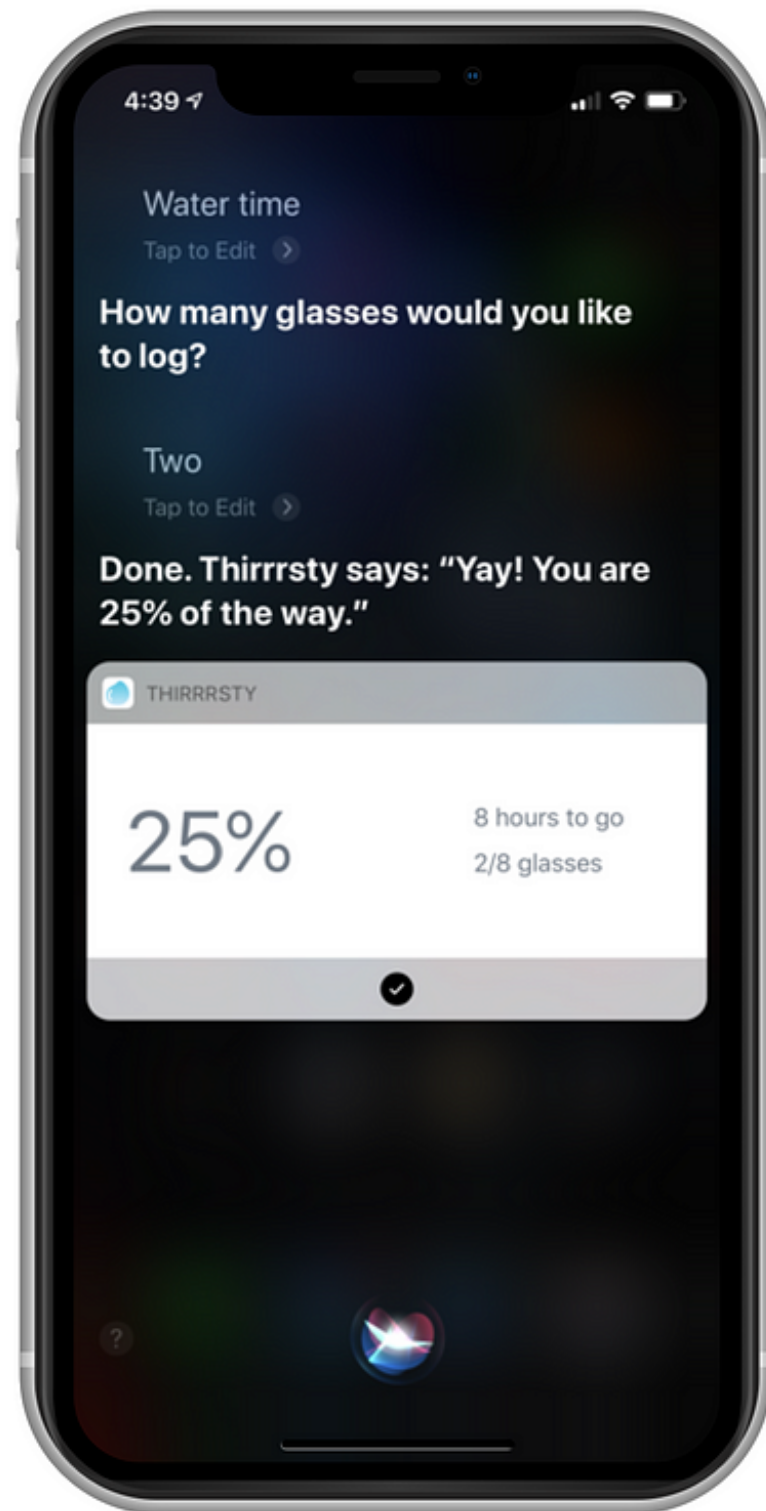 4:39
Water time
Tap to Edit
How many glasses would you like
to log?
Two
Tap to Edit
Done. Thirrrsty says: “Yay! You are
25% of the way.”
THIRRRSTY
25%
8 hours to go
2/8 glasses
?